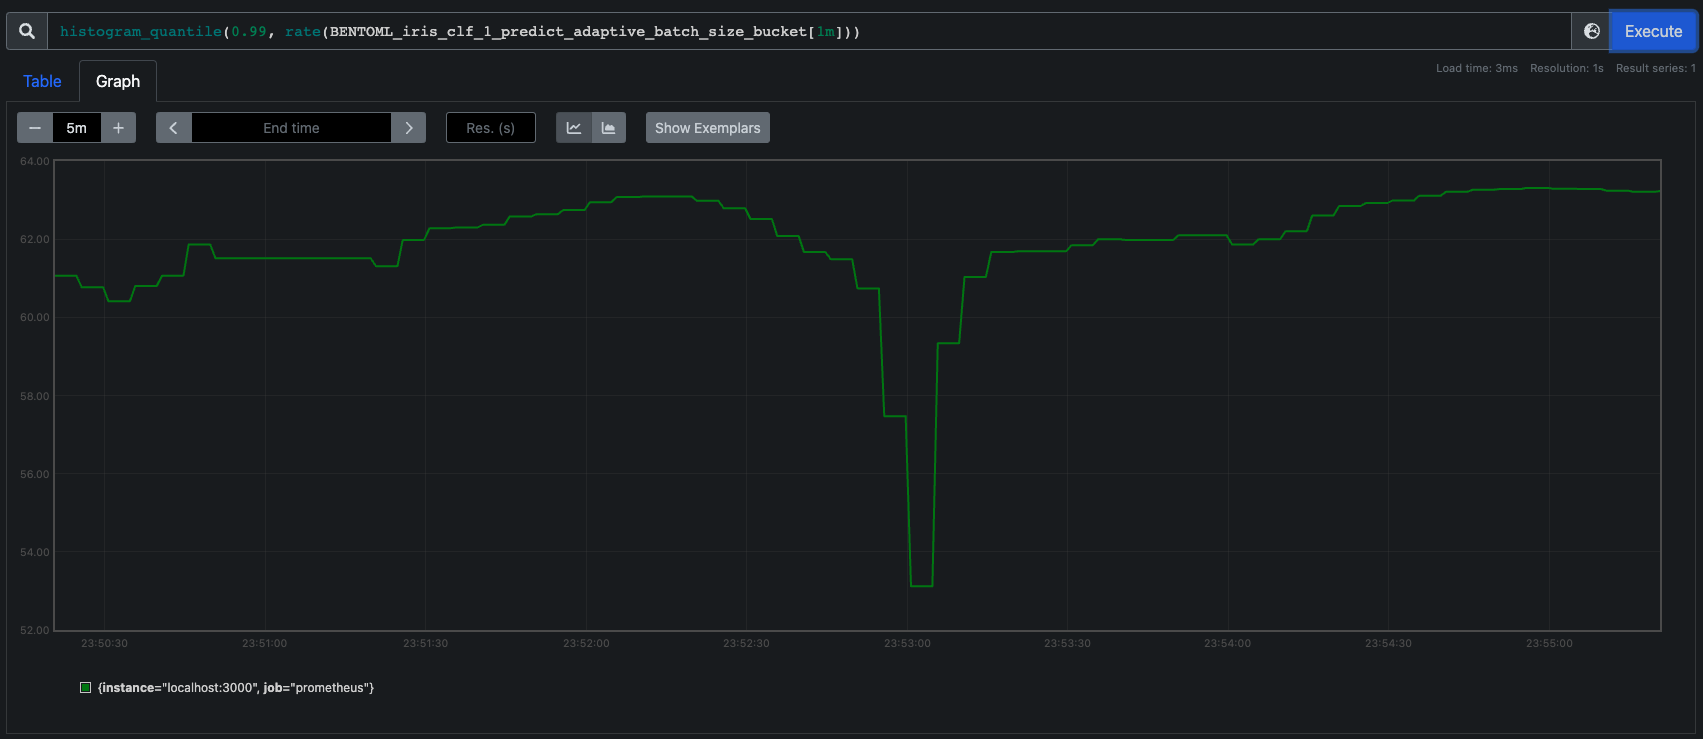 histogram_quantile(0.99, rate(BENTOML_iris_clf_1_predict_adaptive_batch_size_bucket[1m]))
Execute
Table
Graph
Load time: 3ms Resolution: 1s Result series: 1
− 5m + End time Res. (s) Show Exemplars
64.00
62.00
60.00
58.00
56.00
54.00
52.00
23:50:30 23:51:00 23:51:30 23:52:00 23:52:30 23:53:00 23:53:30 23:54:00 23:54:30 23:55:00
{instance="localhost:3000", job="prometheus"}